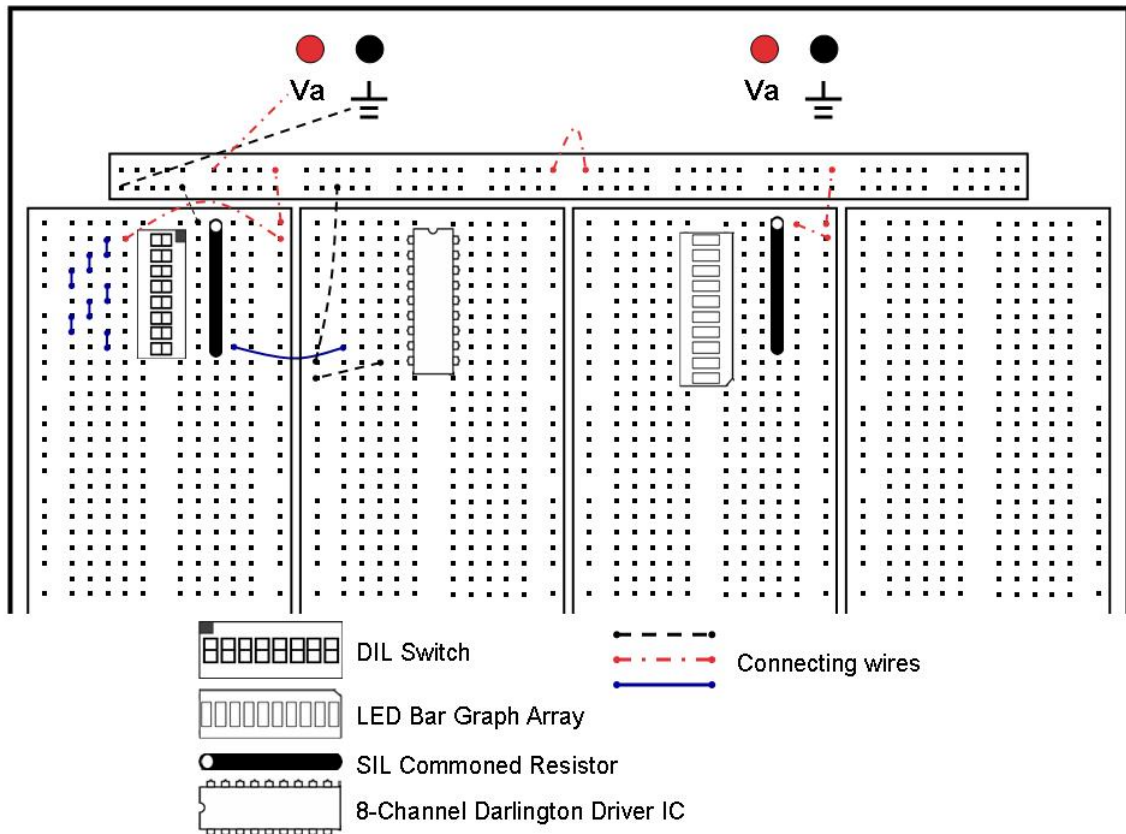 Va
Va
DIL Switch
Connecting wires
LED Bar Graph Array
SIL Commoned Resistor
8-Channel Darlington Driver IC